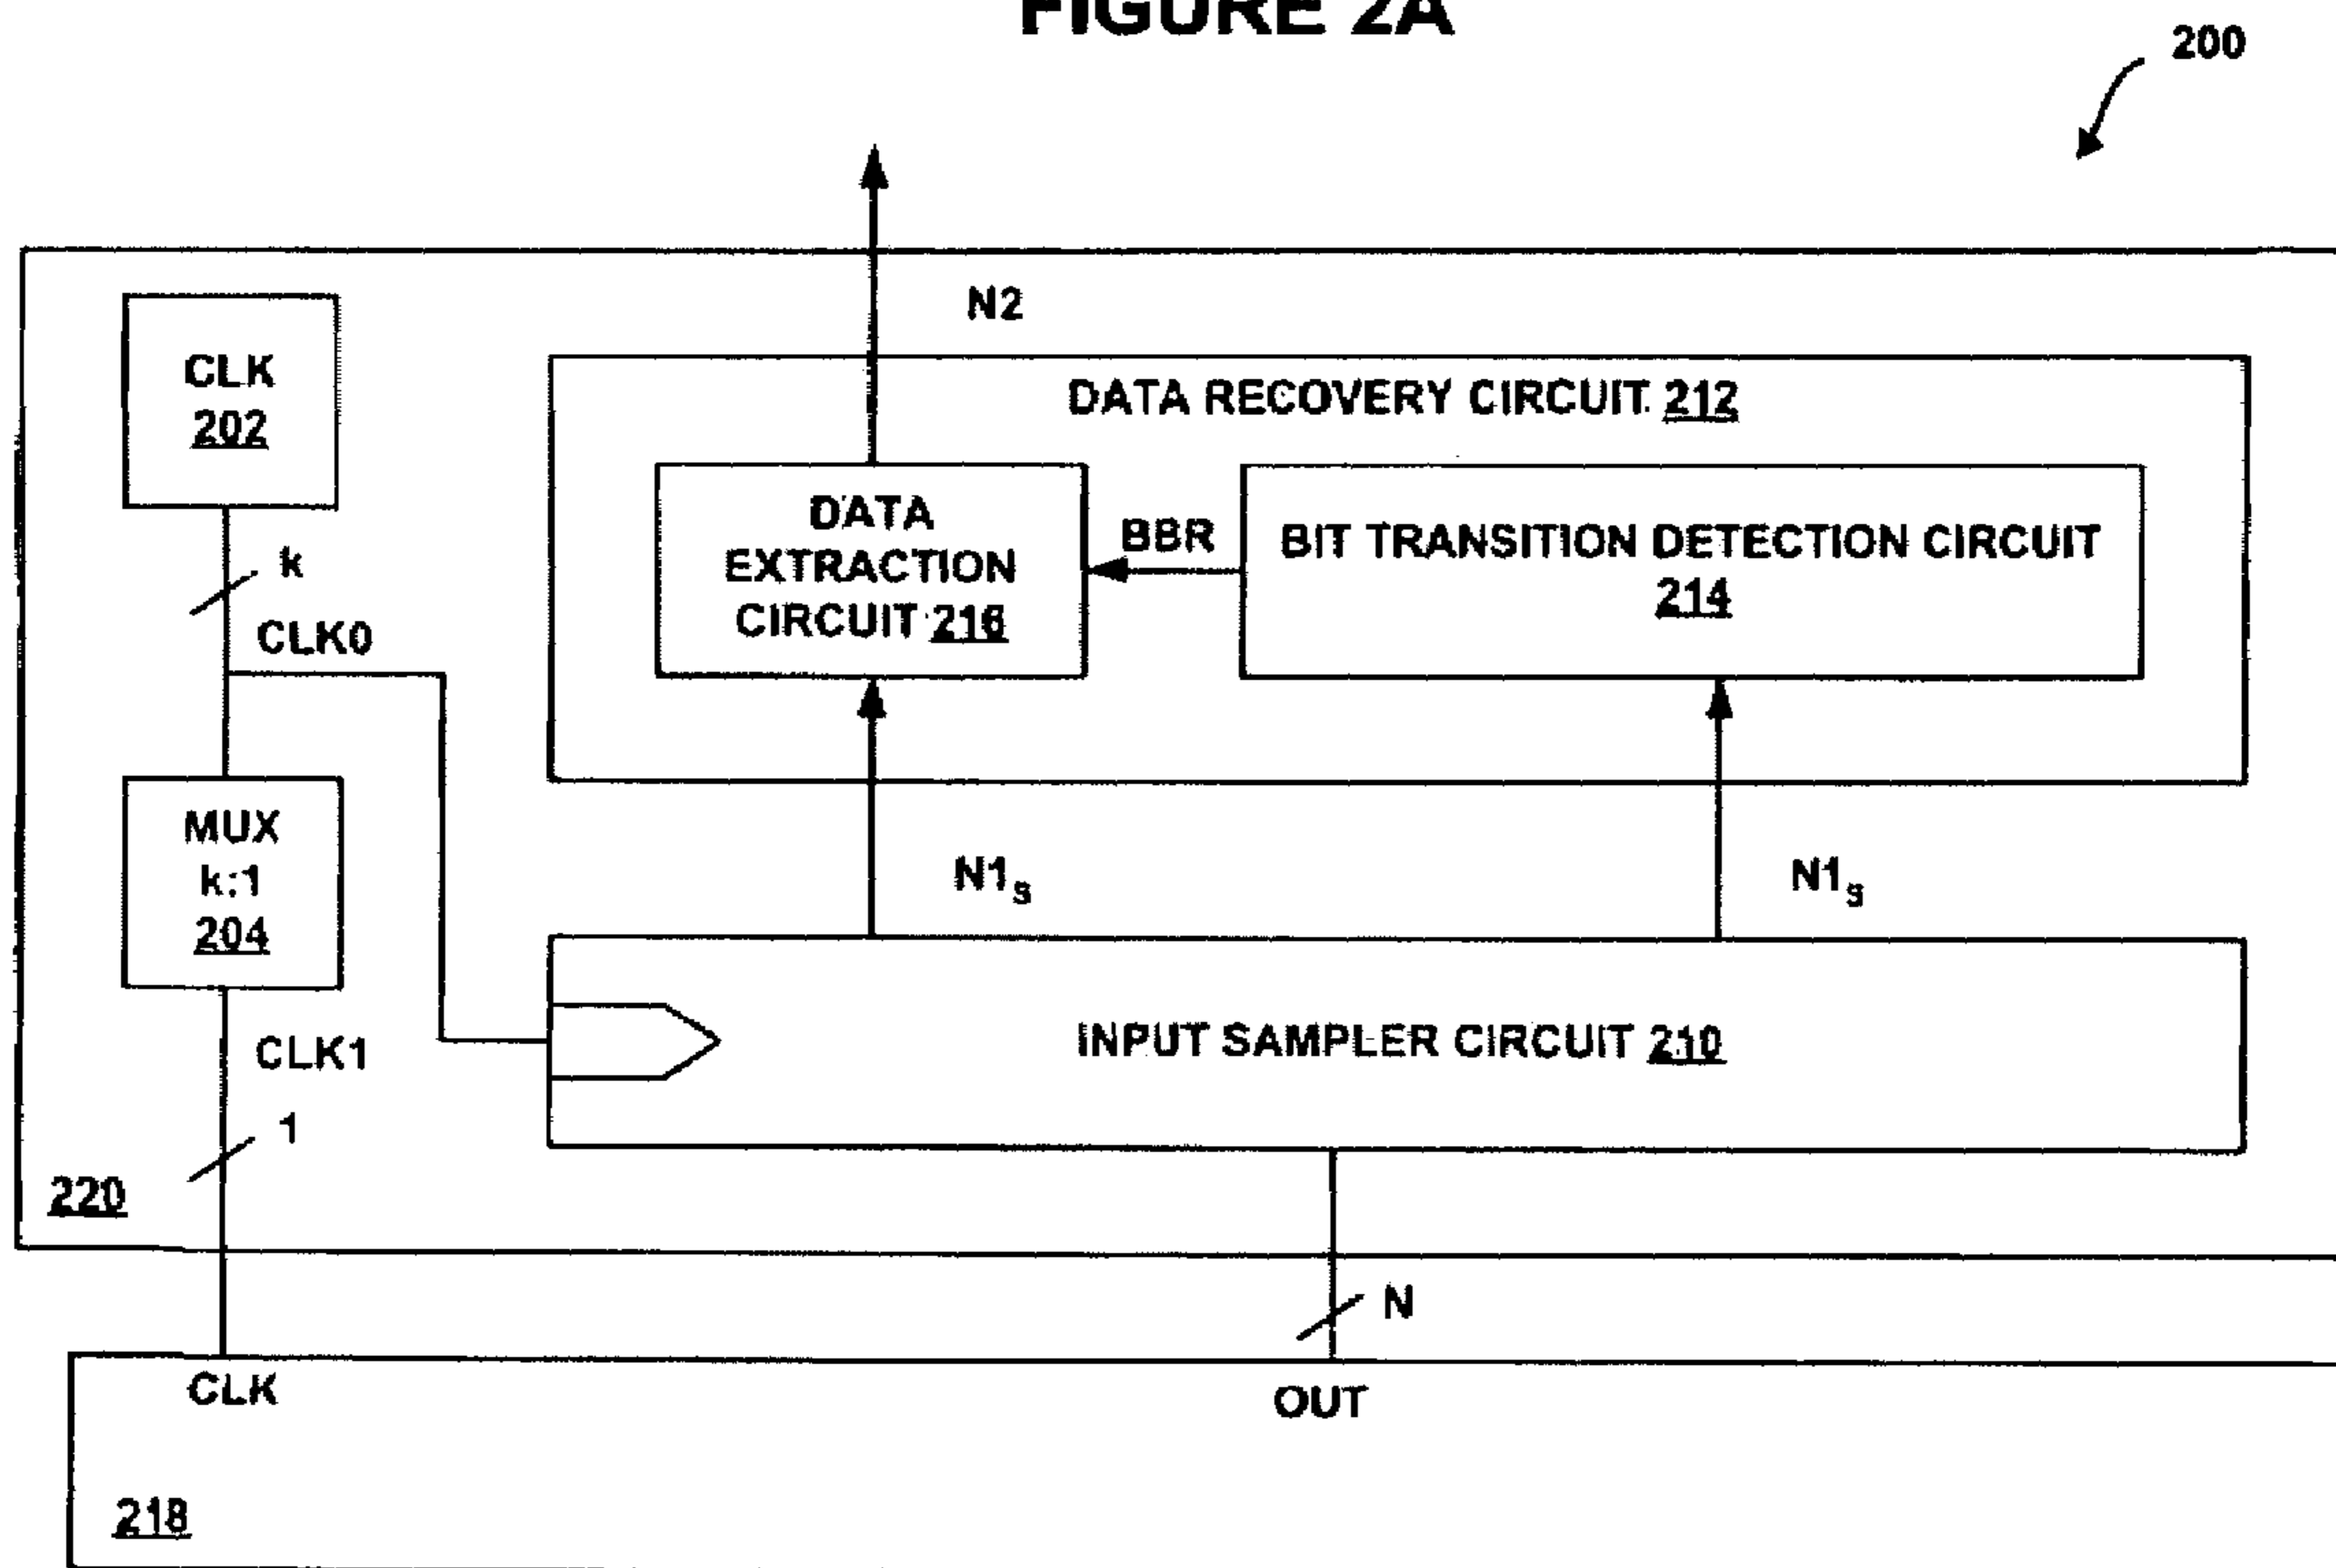 FIGURE 2A
200
N2
CLK
202
DATA RECOVERY CIRCUIT 212
DATA
EXTRACTION
CIRCUIT 216
BBR
BIT TRANSITION DETECTION CIRCUIT
214
k
CLK0
MUX
k:1
204
N1s
N1s
CLK1
INPUT SAMPLER CIRCUIT 210
1
220
N
CLK
OUT
218